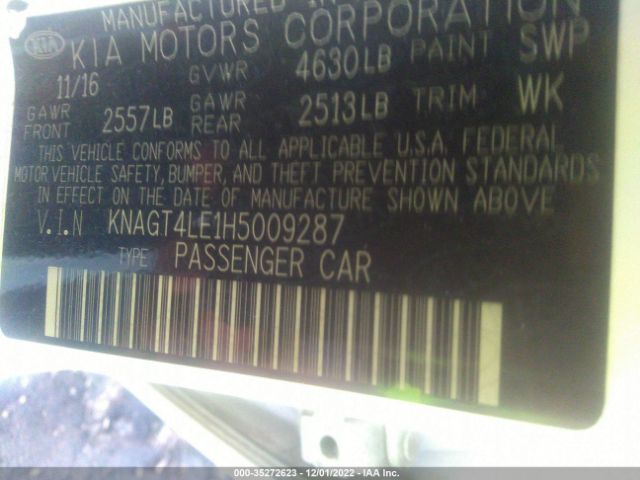 MANUFACTURED IN
KIA KIA MOTORS CORPORATION
11/16 GVWR 4630LB PAINT SWP
GAWR FRONT 2557LB GAWR REAR 2513LB TRIM WK
THIS VEHICLE CONFORMS TO ALL APPLICABLE U.S.A. FEDERAL
MOTOR VEHICLE SAFETY, BUMPER, AND THEFT PREVENTION STANDARDS
IN EFFECT ON THE DATE OF MANUFACTURE SHOWN ABOVE
V.I.N KNAGT4LE1H5009287
TYPE PASSENGER CAR
000-35272623 - 12/01/2022 - IAA Inc.